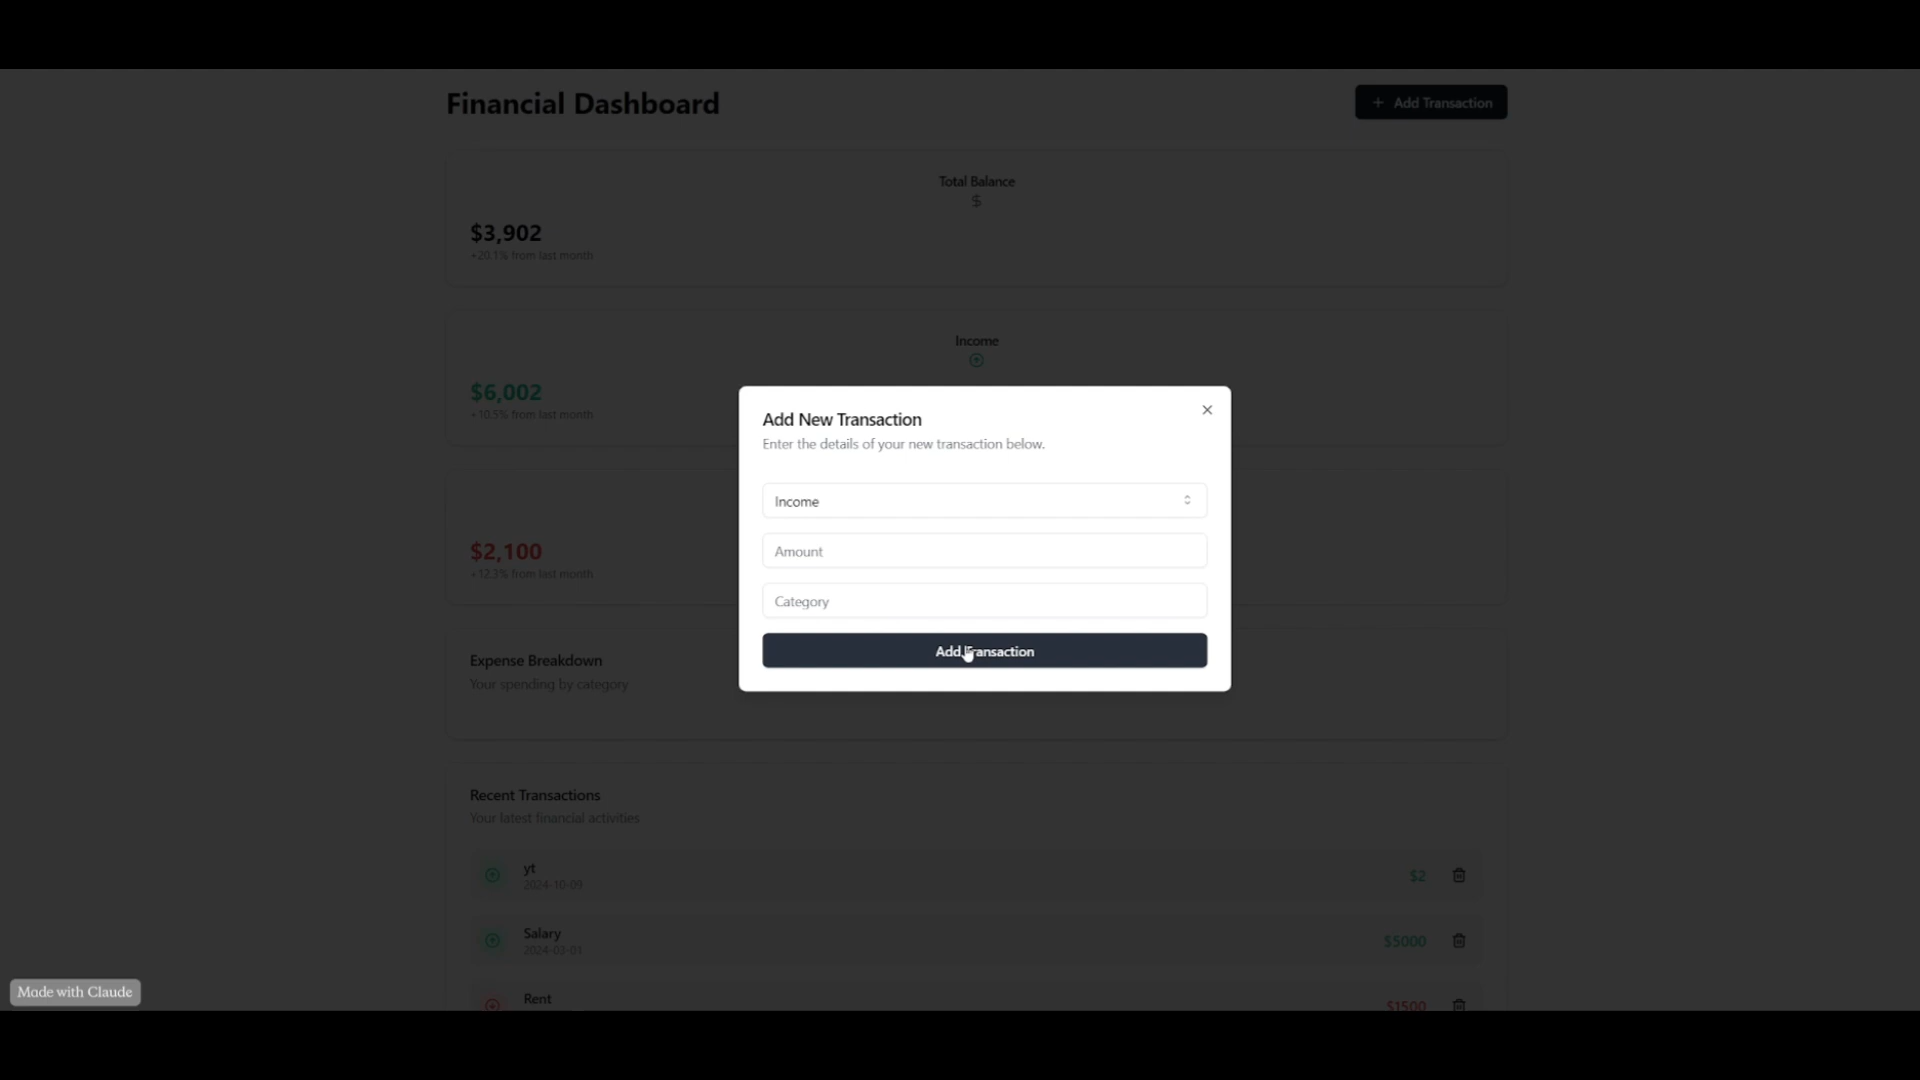 Financial Dashboard
+ Add Transaction
Total Balance
$
$3,902
+20.1% from last month
Income
$6,002
+10.5% from last month
$2,100
+12.3% from last month
Add New Transaction
Enter the details of your new transaction below.
Income
Amount
Category
Add Transaction
Expense Breakdown
Your spending by category
Recent Transactions
Your latest financial activities
yt
2024-10-09
$2
Salary
2024-03-01
$5000
Rent
$1500
Made with Claude